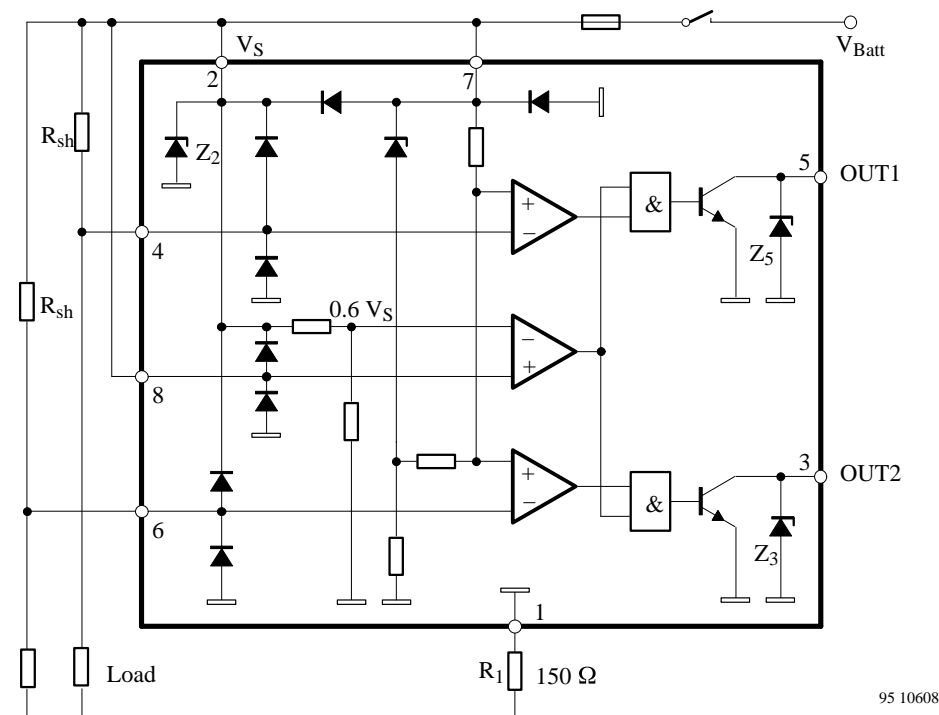 V_S
V_Batt
2
7
R_sh
Z_2
5
OUT1
+
−
&
4
Z_5
R_sh
0.6 V_S
−
+
8
3
OUT2
+
−
&
6
Z_3
1
Load
R_1
150 Ω
95 10608